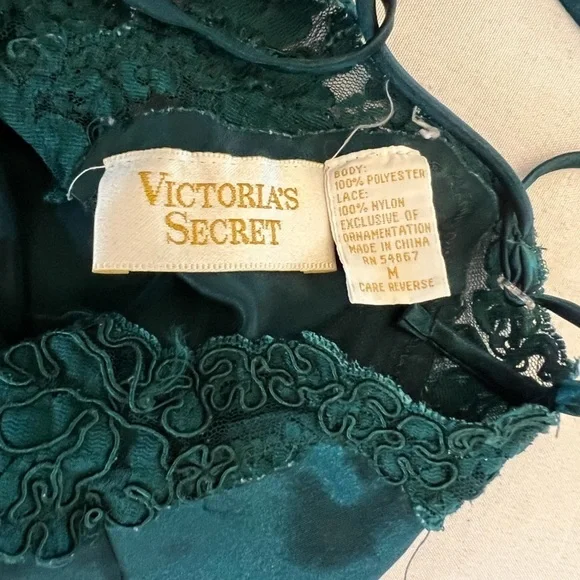 VICTORIA'S
SECRET
BODY:
100% POLYESTER
LACE:
100% NYLON
EXCLUSIVE OF
ORNAMENTATION
MADE IN CHINA
RN 54867
M
CARE REVERSE